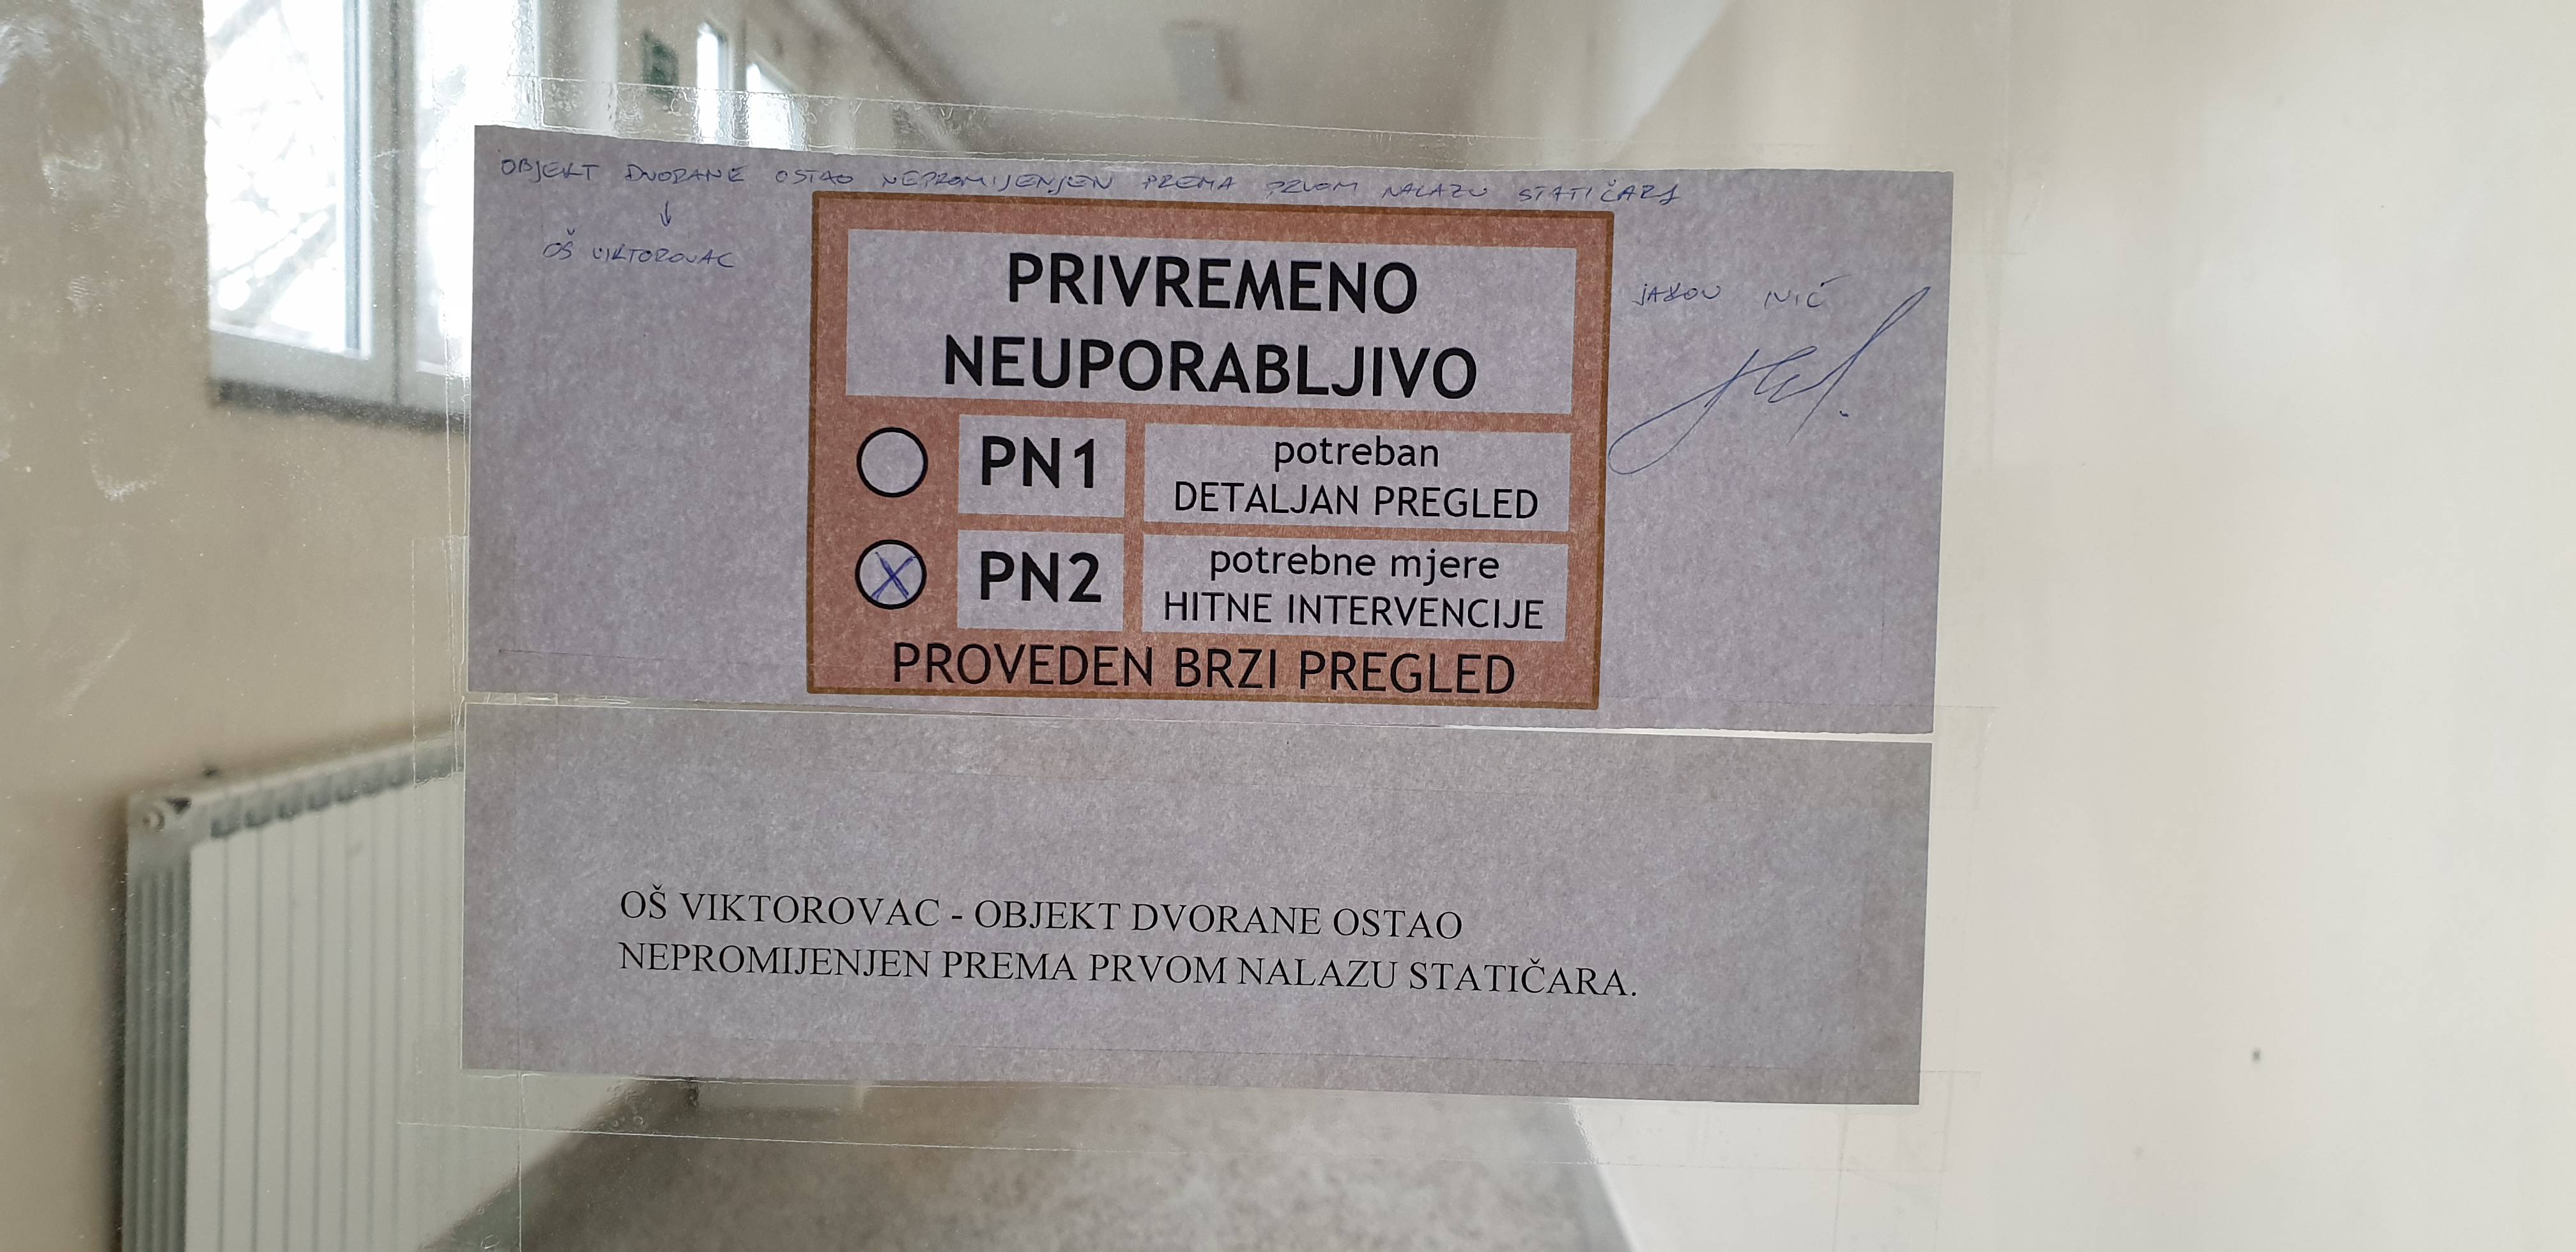 OBJEKT DVORANE OSTAO NEPROMIJENJEN PREMA PRVOM NALAZU STATIČARA
↓
OŠ VIKTOROVAC
PRIVREMENO
NEUPORABLJIVO
JAKOV
PN1
potreban
DETALJAN PREGLED
X
PN2
potrebne mjere
HITNE INTERVENCIJE
PROVEDEN BRZI PREGLED
OŠ VIKTOROVAC - OBJEKT DVORANE OSTAO
NEPROMIJENJEN PREMA PRVOM NALAZU STATIČARA.